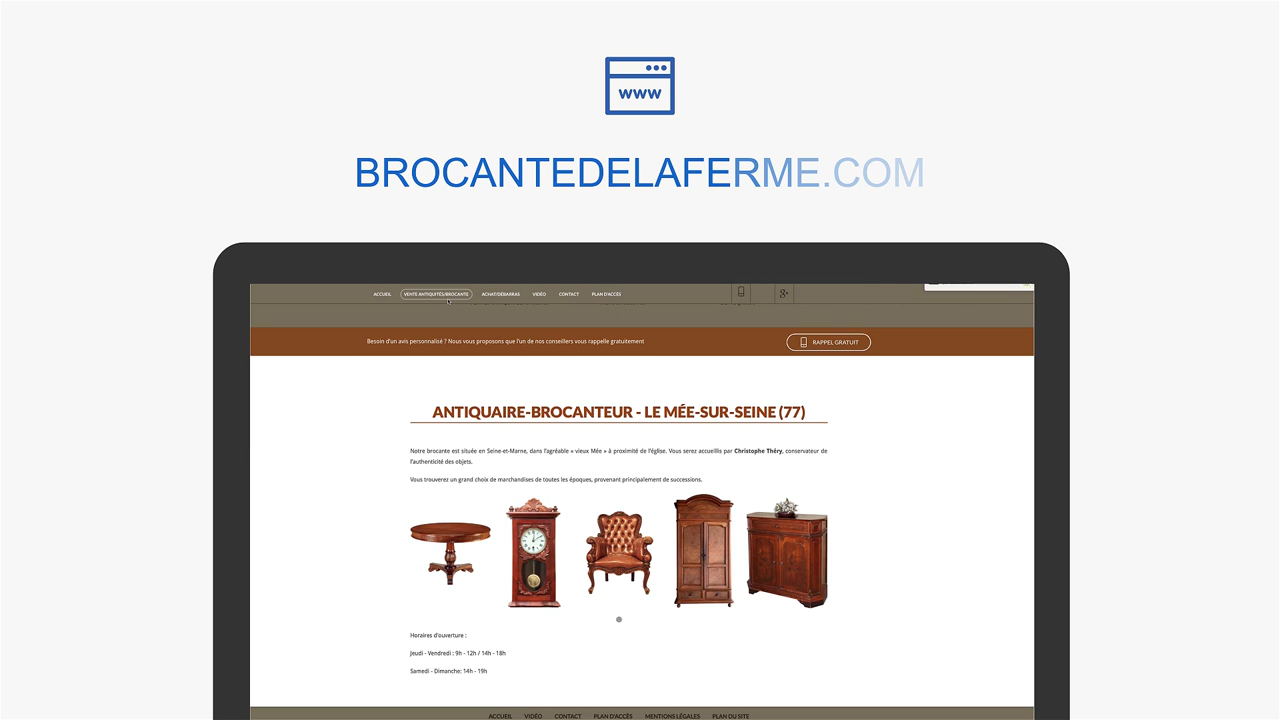 www
BROCANTEDELAFERME.COM
ACCUEIL VENTE ANTIQUITÉS/BROCANTE ACHAT/DÉBARRAS VIDÉO CONTACT PLAN D'ACCÈS
g+
Besoin d'un avis personnalisé ? Nous vous proposons que l'un de nos conseillers vous rappelle gratuitement
RAPPEL GRATUIT
ANTIQUAIRE-BROCANTEUR - LE MÉE-SUR-SEINE (77)
Notre brocante est située en Seine-et-Marne, dans l'agréable « vieux Mée » à proximité de l'église. Vous serez accueillis par Christophe Théry, conservateur de
l'authenticité des objets.
Vous trouverez un grand choix de marchandises de toutes les époques, provenant principalement de successions.
Horaires d'ouverture :
Jeudi - Vendredi : 9h - 12h / 14h - 18h
Samedi - Dimanche: 14h - 19h
ACCUEIL VIDÉO CONTACT PLAN D'ACCÈS MENTIONS LÉGALES PLAN DU SITE